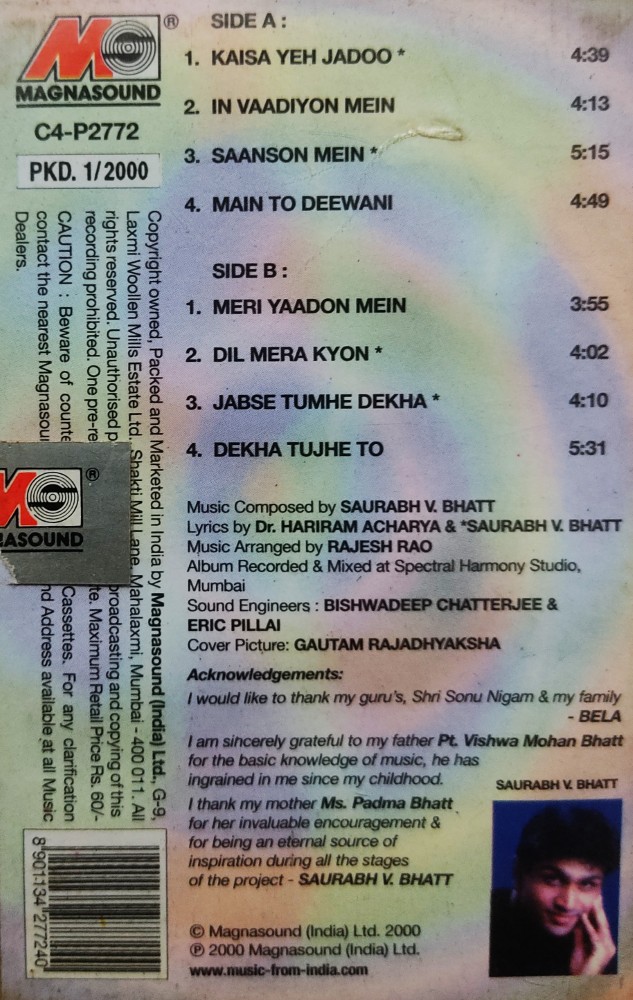 MAGNASOUND
C4-P2772
PKD. 1/2000
SIDE A :
1. KAISA YEH JADOO * 4:39
2. IN VAADIYON MEIN 4:13
3. SAANSON MEIN * 5:15
4. MAIN TO DEEWANI 4:49
SIDE B :
1. MERI YAADON MEIN 3:55
2. DIL MERA KYON * 4:02
3. JABSE TUMHE DEKHA * 4:10
4. DEKHA TUJHE TO 5:31
Music Composed by SAURABH V. BHATT
Lyrics by Dr. HARIRAM ACHARYA & *SAURABH V. BHATT
Music Arranged by RAJESH RAO
Album Recorded & Mixed at Spectral Harmony Studio,
Mumbai
Sound Engineers : BISHWADEEP CHATTERJEE &
ERIC PILLAI
Cover Picture: GAUTAM RAJADHYAKSHA
Acknowledgements:
I would like to thank my guru's, Shri Sonu Nigam & my family
- BELA
I am sincerely grateful to my father Pt. Vishwa Mohan Bhatt
for the basic knowledge of music, he has
ingrained in me since my childhood.
SAURABH V. BHATT
I thank my mother Ms. Padma Bhatt
for her invaluable encouragement &
for being an eternal source of
inspiration during all the stages
of the project - SAURABH V. BHATT
© Magnasound (India) Ltd. 2000
℗ 2000 Magnasound (India) Ltd.
www.music-from-india.com
Copyright owned, Packed and Marketed in India by Magnasound (India) Ltd., G-9,
Laxmi Woollen Mills Estate Ltd., Shakti Mill Lane, Mahalaxmi, Mumbai - 400 011. All
rights reserved. Unauthorised broadcasting and copying of this
recording prohibited. One Maximum Retail Price Rs. 60/-
CAUTION : Beware of Cassettes. For any clarification
contact the nearest Address available at all Music
Dealers.
8 901134 277240